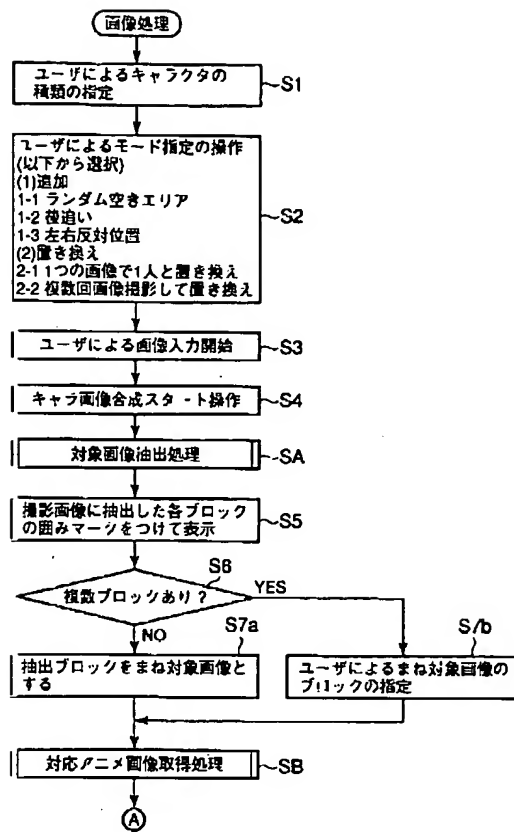 画像処理
ユーザによるキャラクタの
種類の指定
S1
ユーザによるモード指定の操作
(以下から選択)
(1)追加
1-1 ランダム空きエリア
1-2 後追い
1-3 左右反対位置
(2)置き換え
2-1 1つの画像で1人と置き換え
2-2 複数回画像撮影して置き換え
S2
ユーザによる画像入力開始
S3
キャラ画像合成スタート操作
S4
対象画像抽出処理
SA
撮影画像に抽出した各ブロック
の囲みマークをつけて表示
S5
S6
複数ブロックあり?
YES
NO
S7a
S7b
抽出ブロックをまね対象画像と
する
ユーザによるまね対象画像の
ブロックの指定
対応アニメ画像取得処理
SB
A